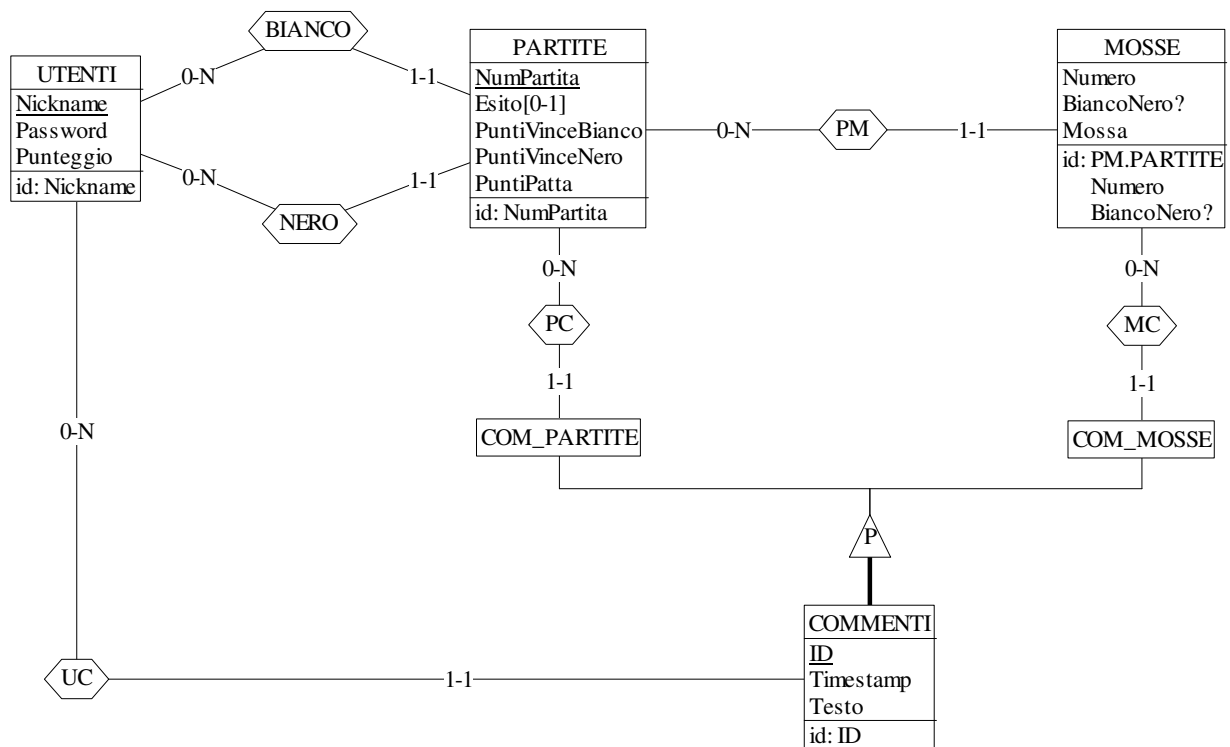 BIANCO
0-N
1-1
UTENTI
Nickname
Password
Punteggio
id: Nickname
0-N
1-1
NERO
PARTITE
NumPartita
Esito[0-1]
PuntiVinceBianco
PuntiVinceNero
PuntiPatta
id: NumPartita
0-N
PM
1-1
MOSSE
Numero
BiancoNero?
Mossa
id: PM.PARTITE
Numero
BiancoNero?
0-N
PC
1-1
COM_PARTITE
0-N
MC
1-1
COM_MOSSE
P
0-N
UC
1-1
COMMENTI
ID
Timestamp
Testo
id: ID